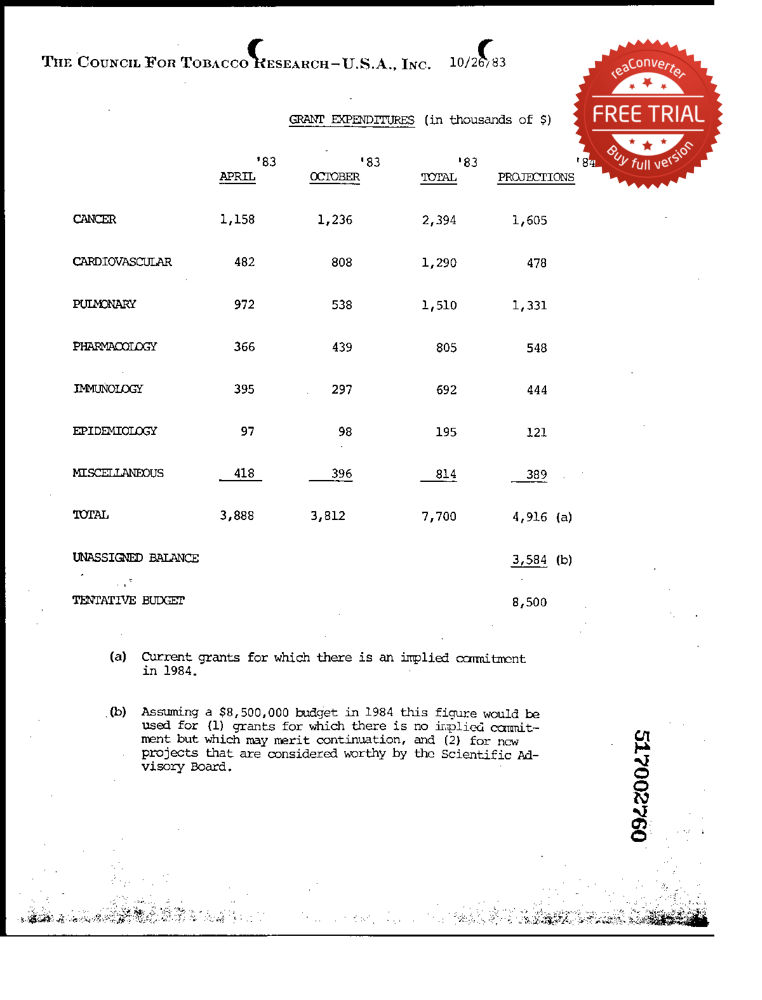 THE COUNCIL FOR TOBACCO RESEARCH-U.S.A., INC. 10/26/83
reaConverter
FREE TRIAL
Buy full version
GRANT EXPENDITURES (in thousands of $)
'83 '83 '83 '84
APRIL OCTOBER TOTAL PROJECTIONS
CANCER 1,158 1,236 2,394 1,605
CARDIOVASCULAR 482 808 1,290 478
PULMONARY 972 538 1,510 1,331
PHARMACOLOGY 366 439 805 548
IMMUNOLOGY 395 297 692 444
EPIDEMIOLOGY 97 98 195 121
MISCELLANEOUS 418 396 814 389
TOTAL 3,888 3,812 7,700 4,916 (a)
UNASSIGNED BALANCE 3,584 (b)
TENTATIVE BUDGET 8,500
(a) Current grants for which there is an implied commitment
in 1984.
(b) Assuming a $8,500,000 budget in 1984 this figure would be
used for (1) grants for which there is no implied commit-
ment but which may merit continuation, and (2) for new
projects that are considered worthy by the Scientific Ad-
visory Board.
517002760